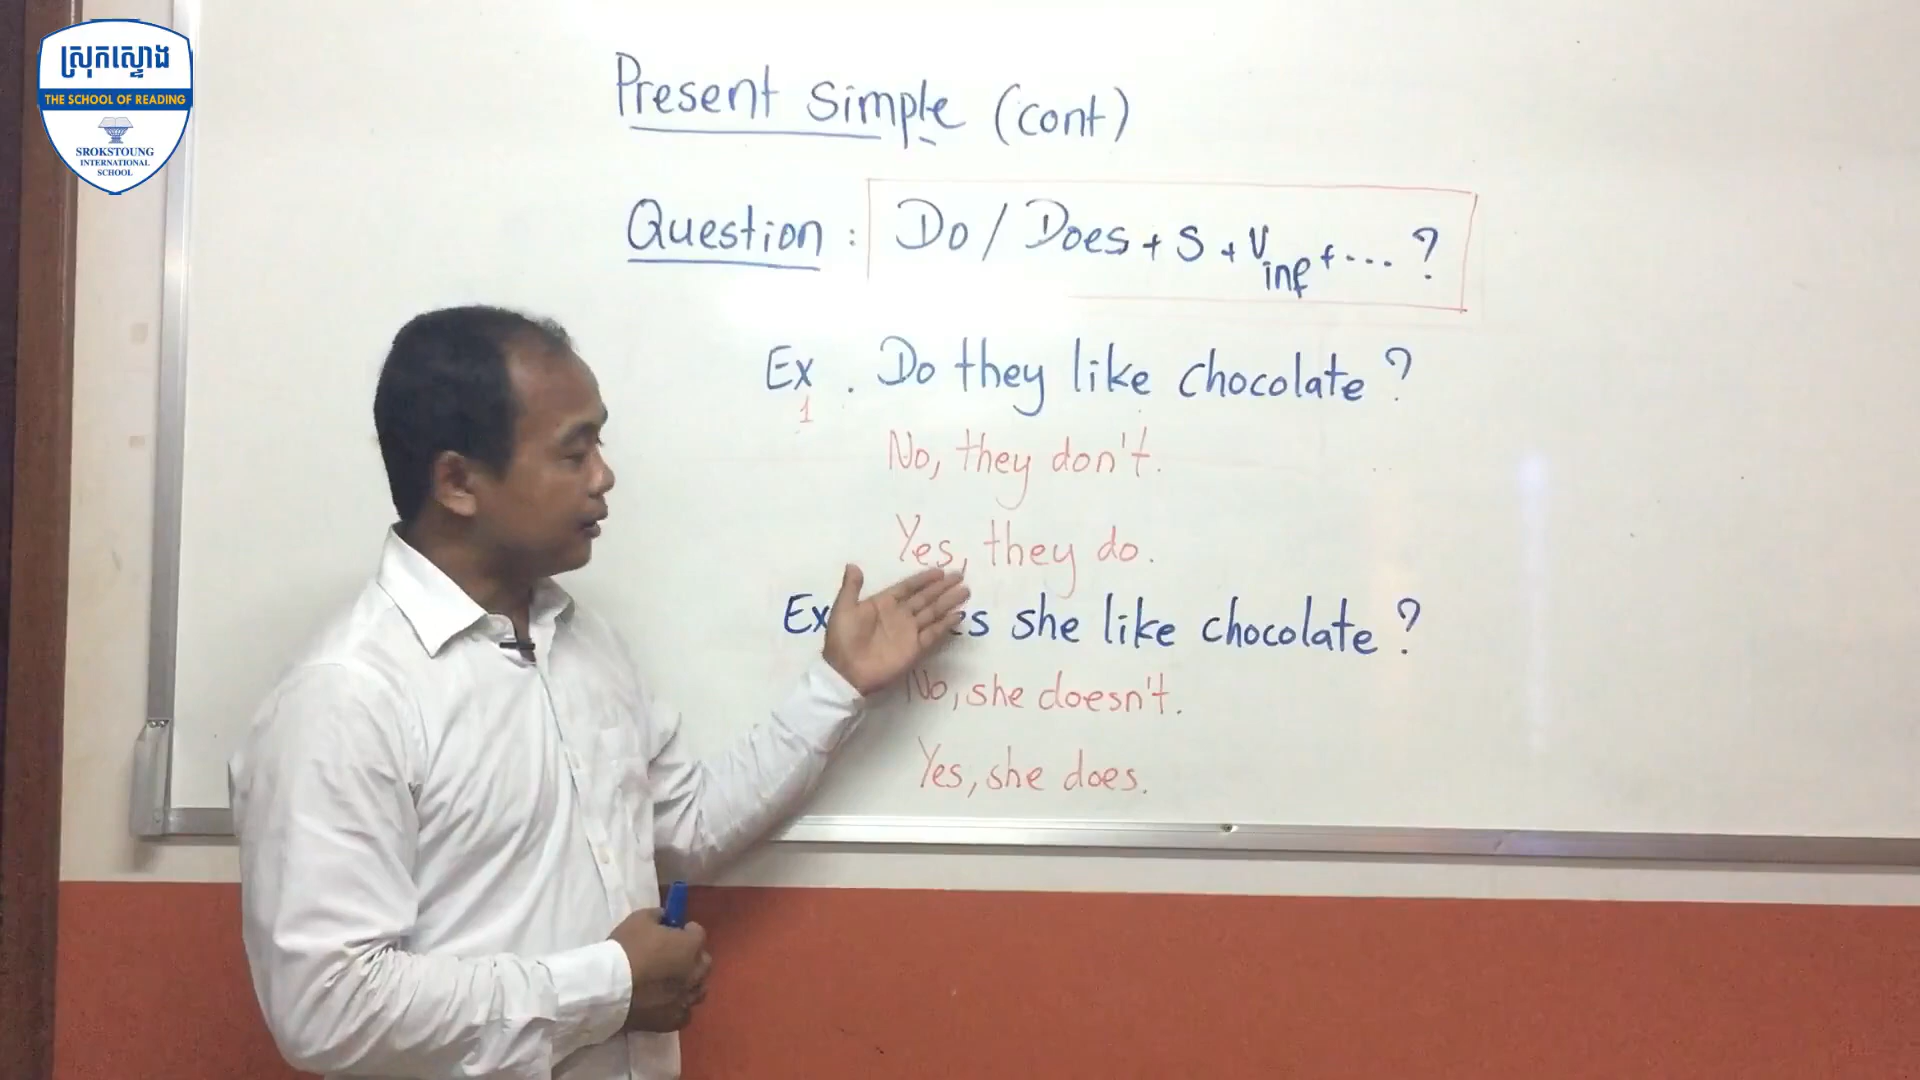 ស្រុកស្ទោង
THE SCHOOL OF READING
SROKSTOUNG
INTERNATIONAL
SCHOOL
Present Simple (cont)
Question : Do / Does + S + Vinf + ... ?
Ex . Do they like chocolate ?
1
No, they don't.
Yes, they do.
Ex she like chocolate ?
No, she doesn't.
Yes, she does.